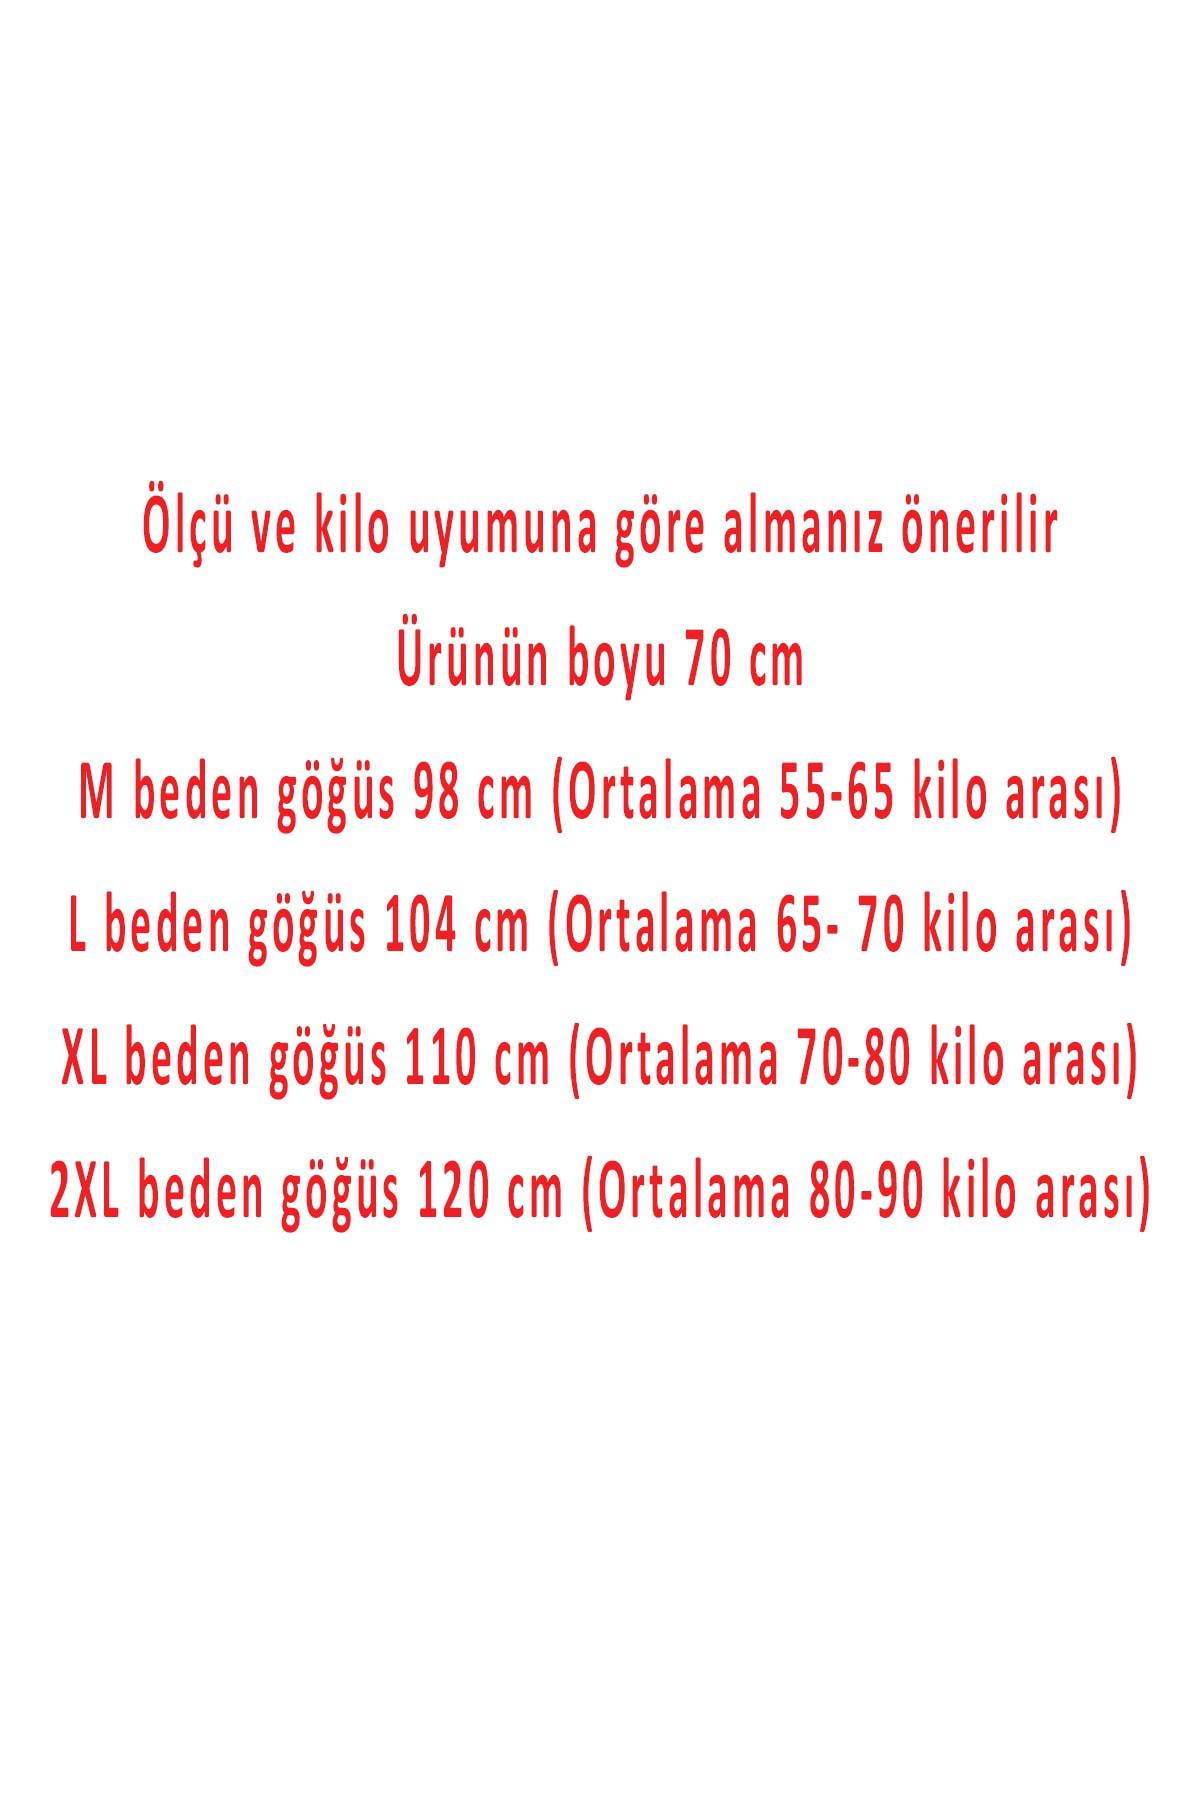 Ölçü ve kilo uyumuna göre almanız önerilir
Ürünün boyu 70 cm
M beden göğüs 98 cm (Ortalama 55-65 kilo arası)
L beden göğüs 104 cm (Ortalama 65- 70 kilo arası)
XL beden göğüs 110 cm (Ortalama 70-80 kilo arası)
2XL beden göğüs 120 cm (Ortalama 80-90 kilo arası)